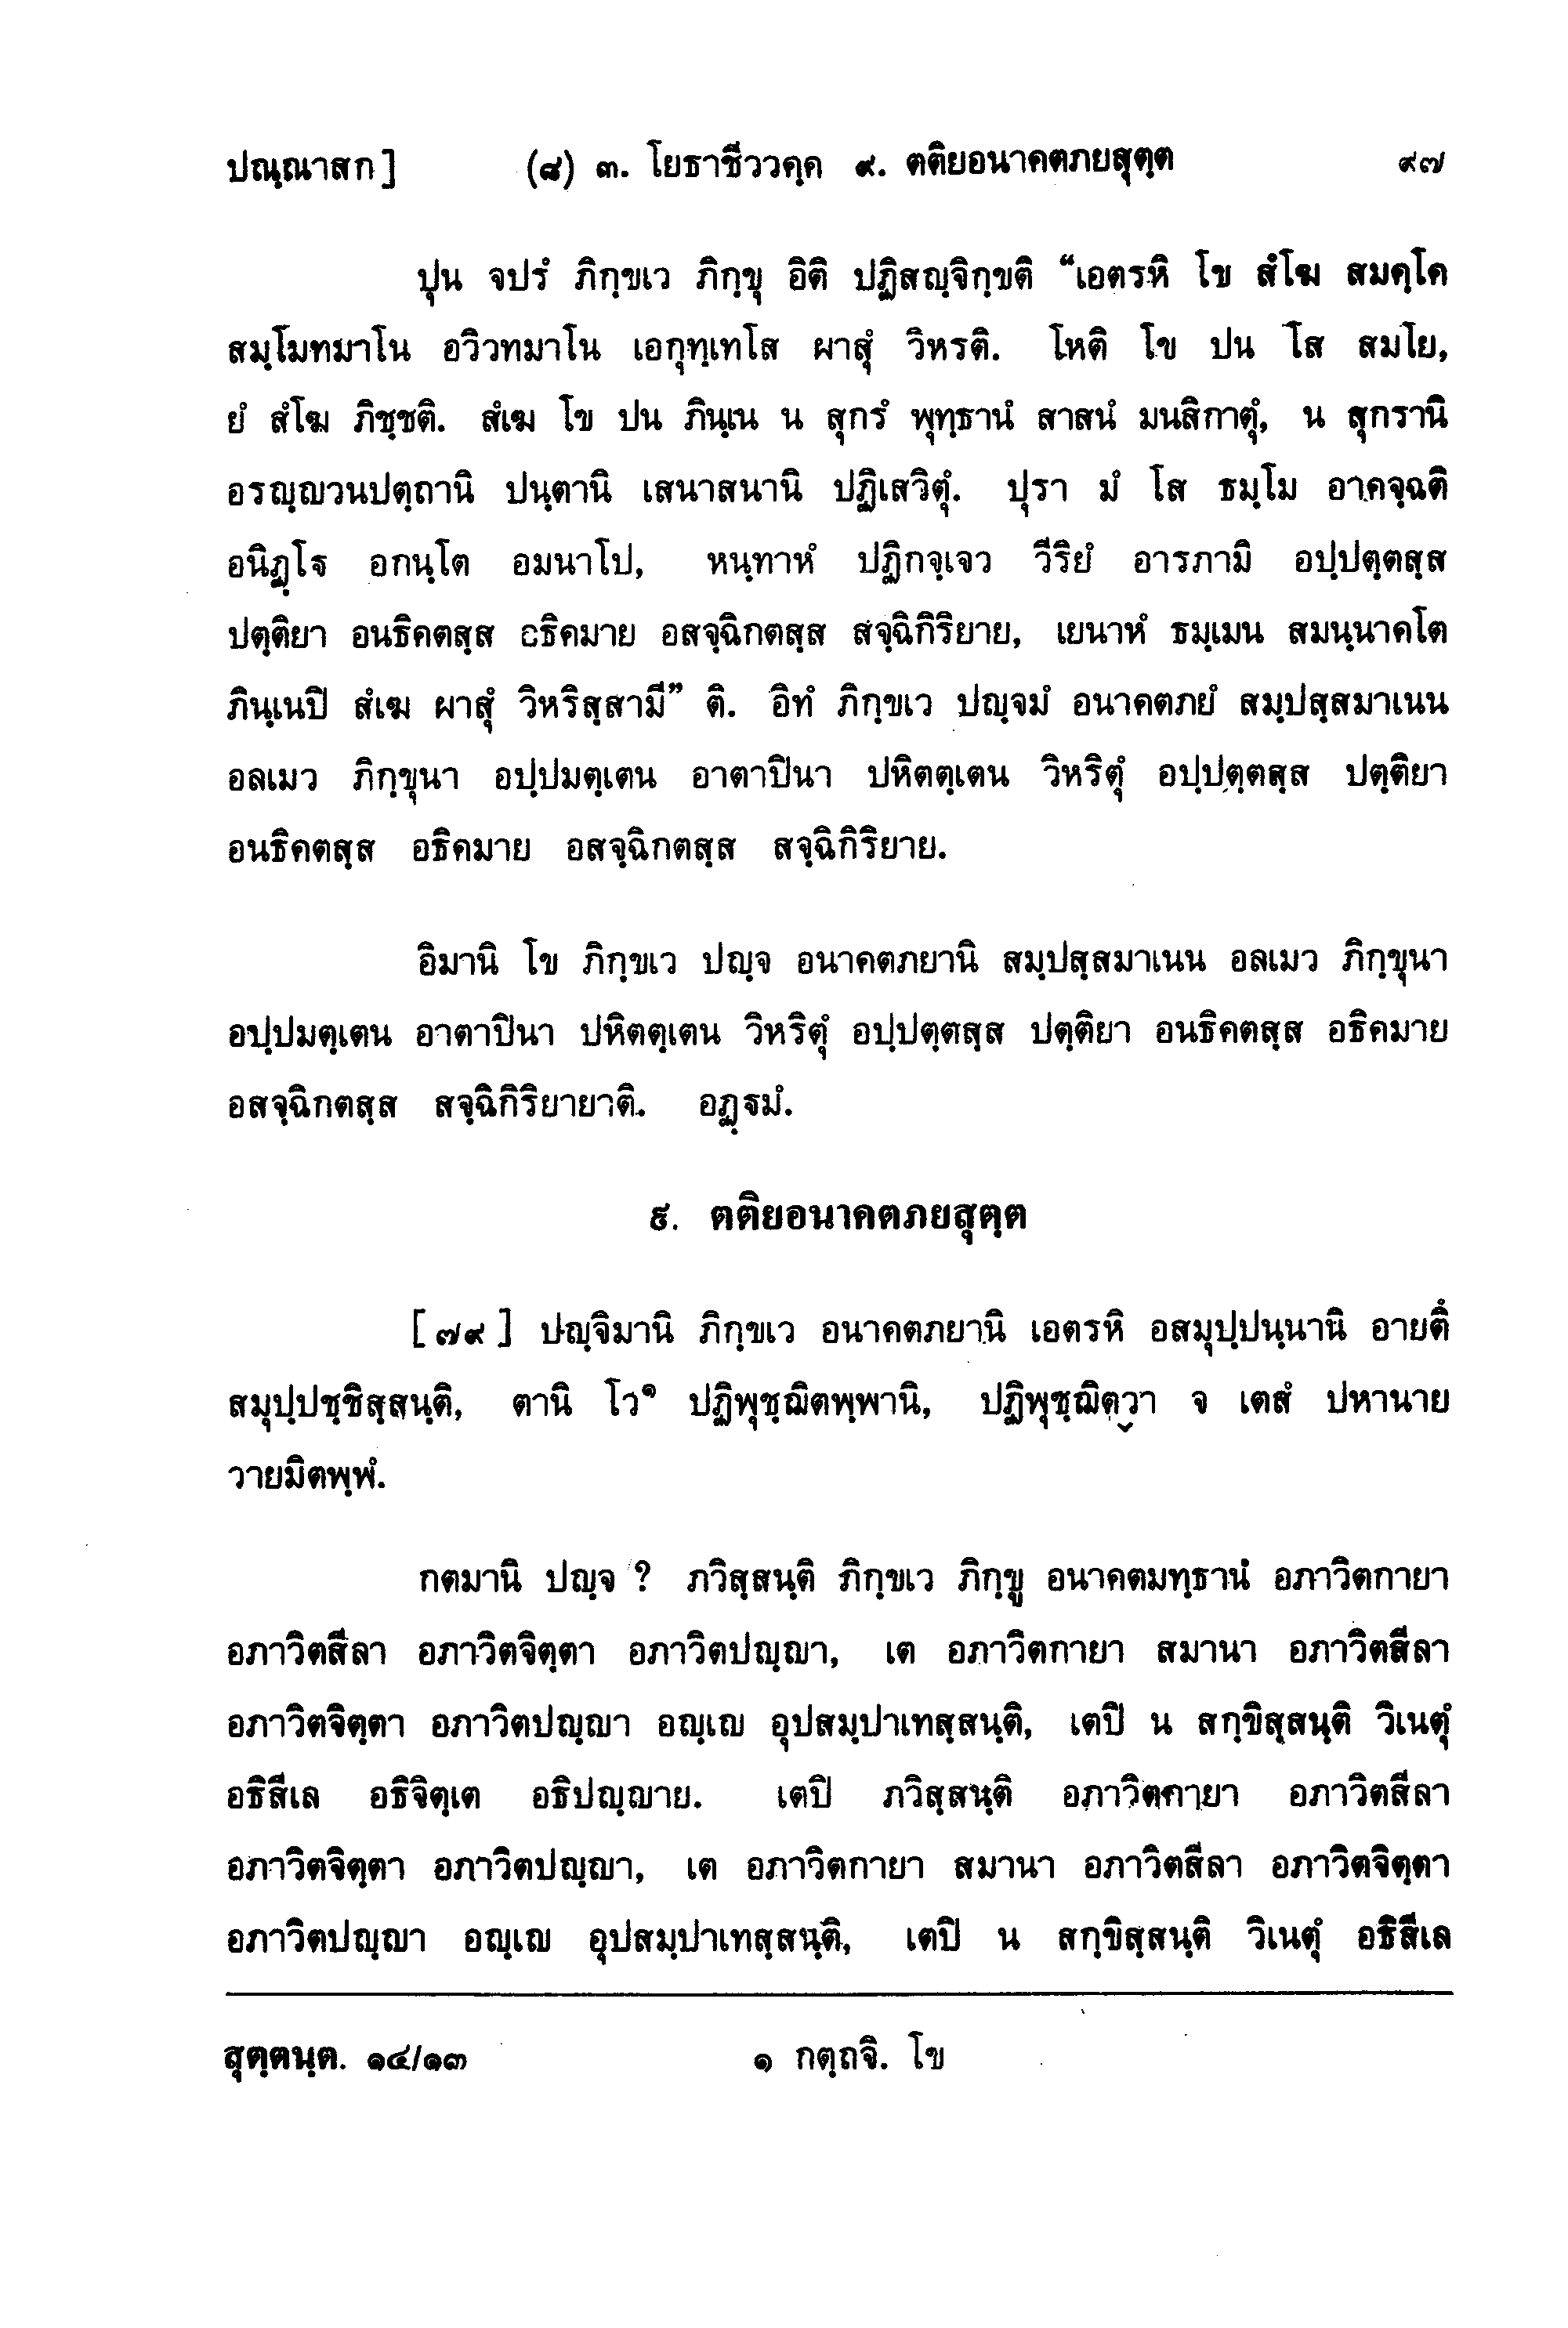 ปณฺณาสก]	(๘) ๓. โยธาชีววคฺค ๙. ตติยอนาคตภยสุตฺต	๙๗
ปุน จปรํ ภิกฺขเว ภิกฺขุ อิติ ปฏิสญฺจิกฺขติ “เอตรหิ โข สํโฆ สมคฺโค
สมฺโมทมาโน อวิวทมาโน เอกุทฺเทโส ผาสุํ วิหรติ. โหติ โข ปน โส สมโย,
ยํ สํโฆ ภิชฺชติ. สํเฆ โข ปน ภินฺเน น สุกรํ พุทฺธานํ สาสนํ มนสิกาตุํ, น สุกรานิ
อรญฺญวนปตฺถานิ ปนฺตานิ เสนาสนานิ ปฏิเสวิตุํ. ปุรา มํ โส ธมฺโม อาคจฺฉติ
อนิฏฺโฐ อกนฺโต อมนาโป, หนฺทาหํ ปฏิกจฺเจว วีริยํ อารภามิ อปฺปตฺตสฺส
ปตฺติยา อนธิคตสฺส อธิคมาย อสจฺฉิกตสฺส สจฺฉิกิริยาย, เยนาหํ ธมฺเมน สมนฺนาคโต
ภินฺเนปิ สํเฆ ผาสุํ วิหริสฺสามี” ติ. อิทํ ภิกฺขเว ปญฺจมํ อนาคตภยํ สมฺปสฺสมาเนน
อลเมว ภิกฺขุนา อปฺปมตฺเตน อาตาปินา ปหิตตฺเตน วิหริตุํ อปฺปตฺตสฺส ปตฺติยา
อนธิคตสฺส อธิคมาย อสจฺฉิกตสฺส สจฺฉิกิริยาย.
อิมานิ โข ภิกฺขเว ปญฺจ อนาคตภยานิ สมฺปสฺสมาเนน อลเมว ภิกฺขุนา
อปฺปมตฺเตน อาตาปินา ปหิตตฺเตน วิหริตุํ อปฺปตฺตสฺส ปตฺติยา อนธิคตสฺส อธิคมาย
อสจฺฉิกตสฺส สจฺฉิกิริยายาติ. อฏฺฐมํ.
๙. ตติยอนาคตภยสุตฺต
[๗๙] ปญฺจิมานิ ภิกฺขเว อนาคตภยานิ เอตรหิ อสมุปฺปนฺนานิ อายตึ
สมุปฺปชฺชิสฺสนฺติ, ตานิ โว๑ ปฏิพุชฺฌิตพฺพานิ, ปฏิพุชฺฌิตฺวา จ เตสํ ปหานาย
วายมิตพฺพํ.
กตมานิ ปญฺจ ? ภวิสฺสนฺติ ภิกฺขเว ภิกฺขู อนาคตมทฺธานํ อภาวิตกายา
อภาวิตสีลา อภาวิตจิตฺตา อภาวิตปญฺญา, เต อภาวิตกายา สมานา อภาวิตสีลา
อภาวิตจิตฺตา อภาวิตปญฺญา อญฺเญ อุปสมฺปาเทสฺสนฺติ, เตปิ น สกฺขิสฺสนฺติ วิเนตุํ
อธิสีเล อธิจิตฺเต อธิปญฺญาย. เตปิ ภวิสฺสนฺติ อภาวิตกายา อภาวิตสีลา
อภาวิตจิตฺตา อภาวิตปญฺญา, เต อภาวิตกายา สมานา อภาวิตสีลา อภาวิตจิตฺตา
อภาวิตปญฺญา อญฺเญ อุปสมฺปาเทสฺสนฺติ, เตปิ น สกฺขิสฺสนฺติ วิเนตุํ อธิสีเล
สุตฺตนฺต. ๑๔/๑๓	๑ กตฺถจิ. โข